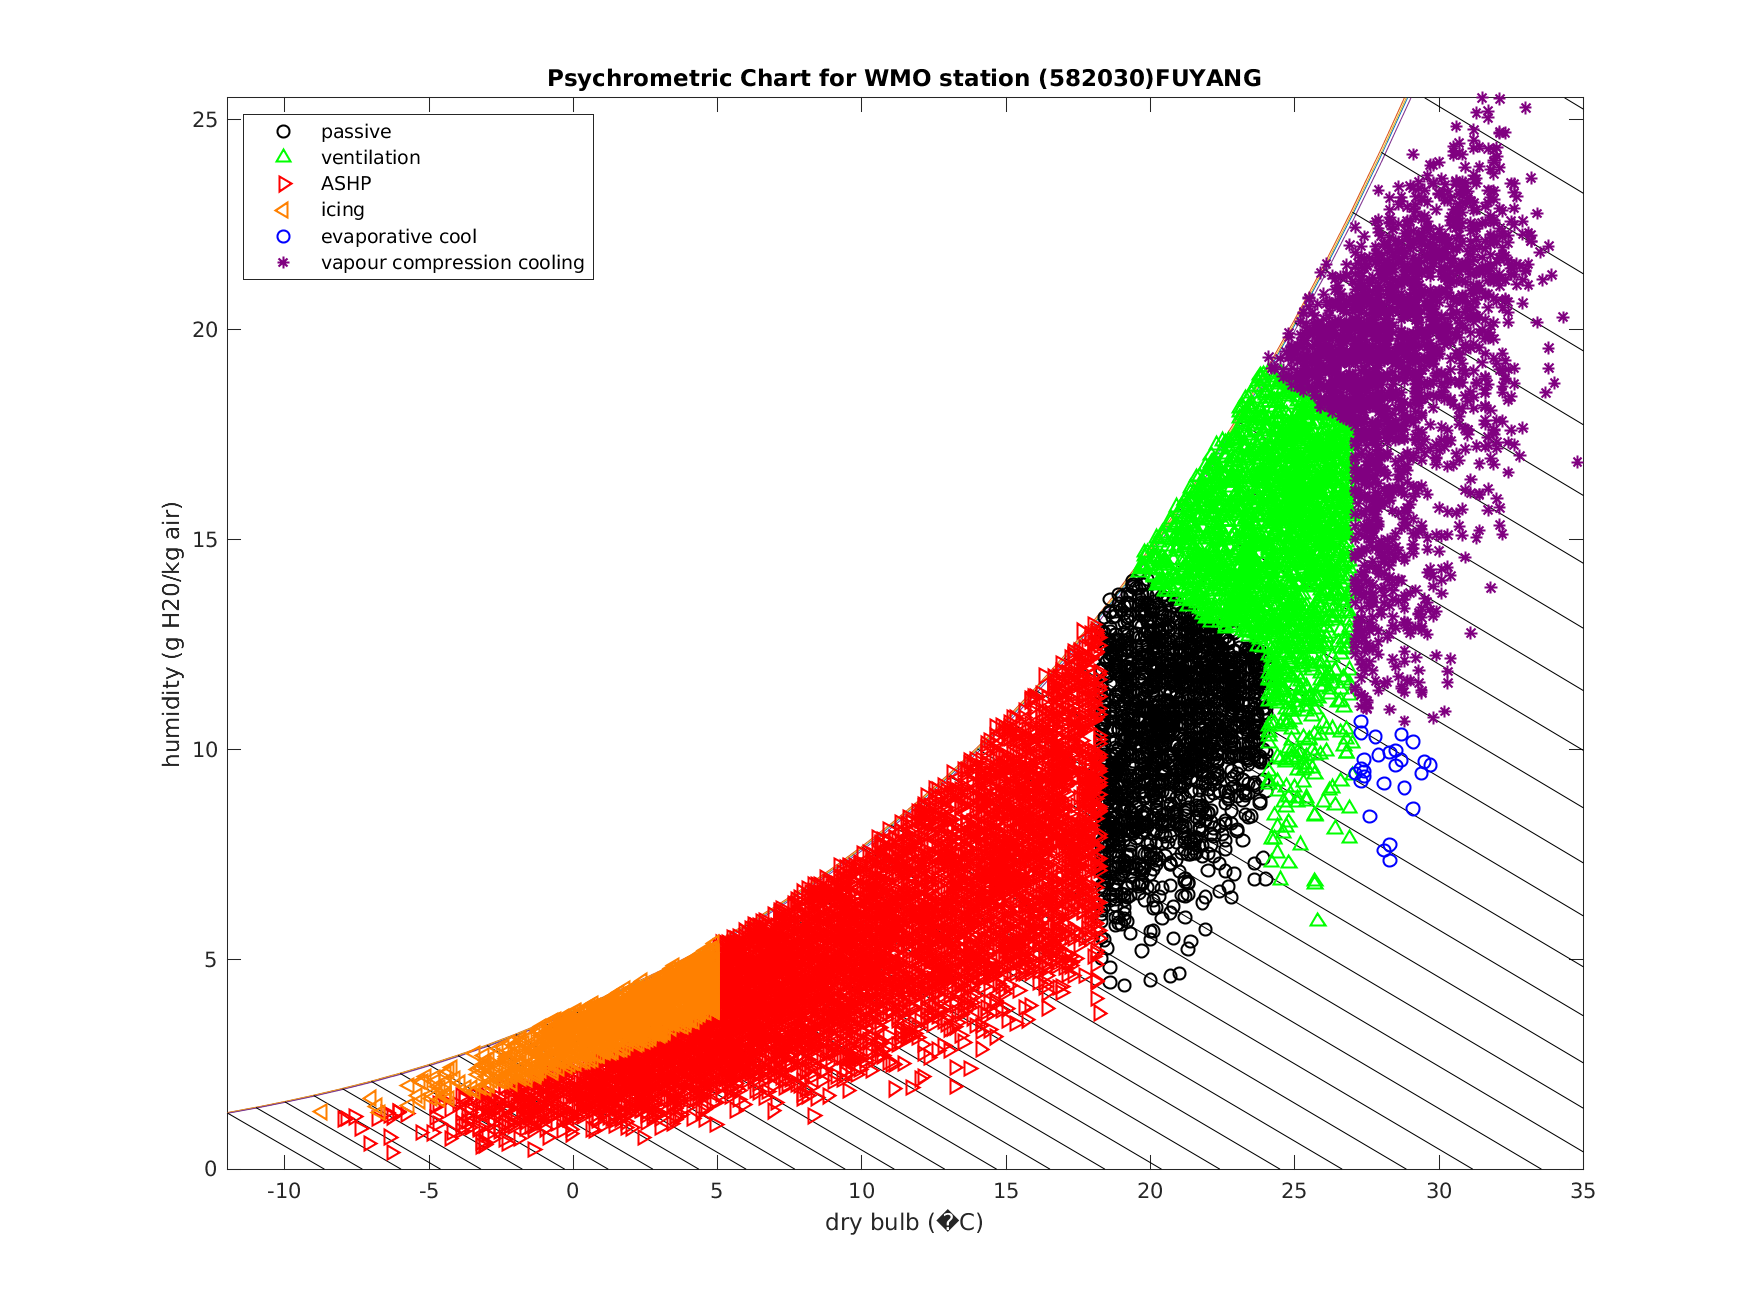 Psychrometric Chart for WMO station (582030)FUYANG
25
20
15
10
5
0
humidity (g H20/kg air)
passive
ventilation
ASHP
icing
evaporative cool
vapour compression cooling
-10
-5
0
5
10
15
20
25
30
35
dry bulb (�C)